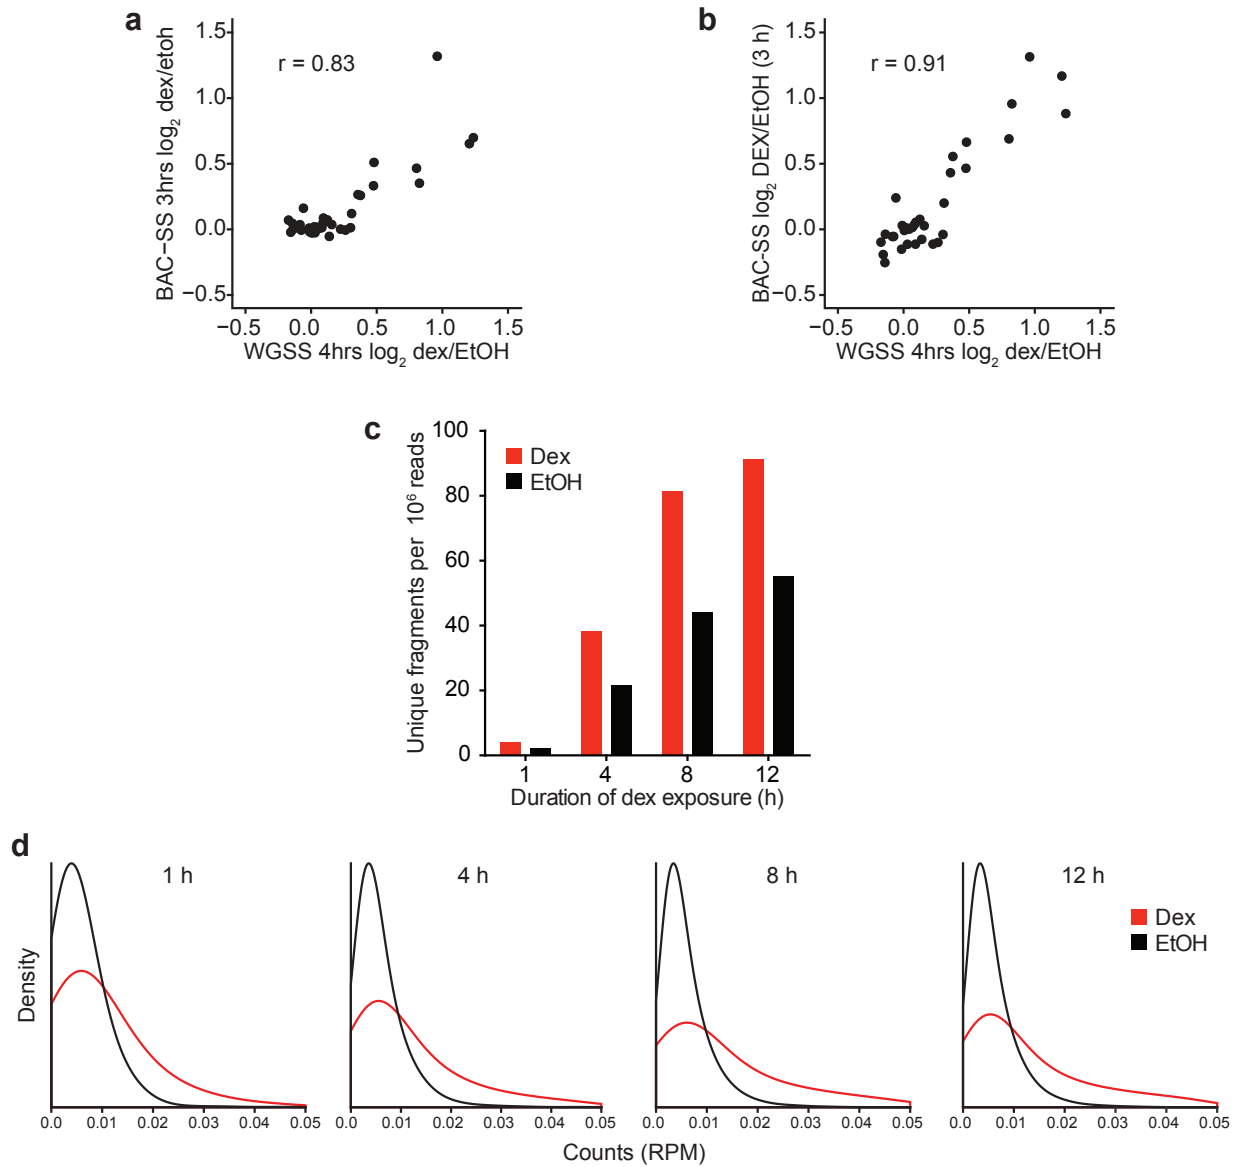 a
BAC−SS 3hrs log2 dex/etoh
1.5
1.0
0.5
0.0
−0.5
r = 0.83
−0.5 0.0 0.5 1.0 1.5
WGSS 4hrs log2 dex/EtOH
b
BAC-SS log2 DEX/EtOH (3 h)
1.5
1.0
0.5
0.0
−0.5
r = 0.91
−0.5 0.0 0.5 1.0 1.5
WGSS 4hrs log2 dex/EtOH
c
Unique fragments per 10⁶ reads
100
80
60
40
20
0
Dex
EtOH
1 4 8 12
Duration of dex exposure (h)
d
Density
1 h
4 h
8 h
12 h
Dex
EtOH
0.0 0.01 0.02 0.03 0.04 0.05
0.0 0.01 0.02 0.03 0.04 0.05
0.0 0.01 0.02 0.03 0.04 0.05
0.0 0.01 0.02 0.03 0.04 0.05
Counts (RPM)